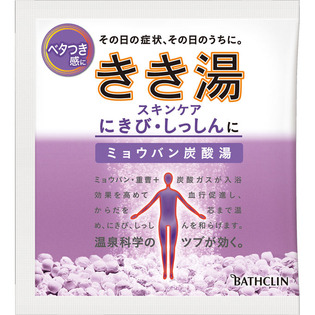 ベタつき
感に
その日の症状、その日のうちに。
きき湯
スキンケア
にきび・しっしんに
ミョウバン炭酸湯
ミョウバン・重曹+炭酸ガスが入浴
効果を高めて血行促進し、
からだを芯まで温
め、にきび、しっしんを和らげます。
温泉科学のツブが効く。
BATHCLIN